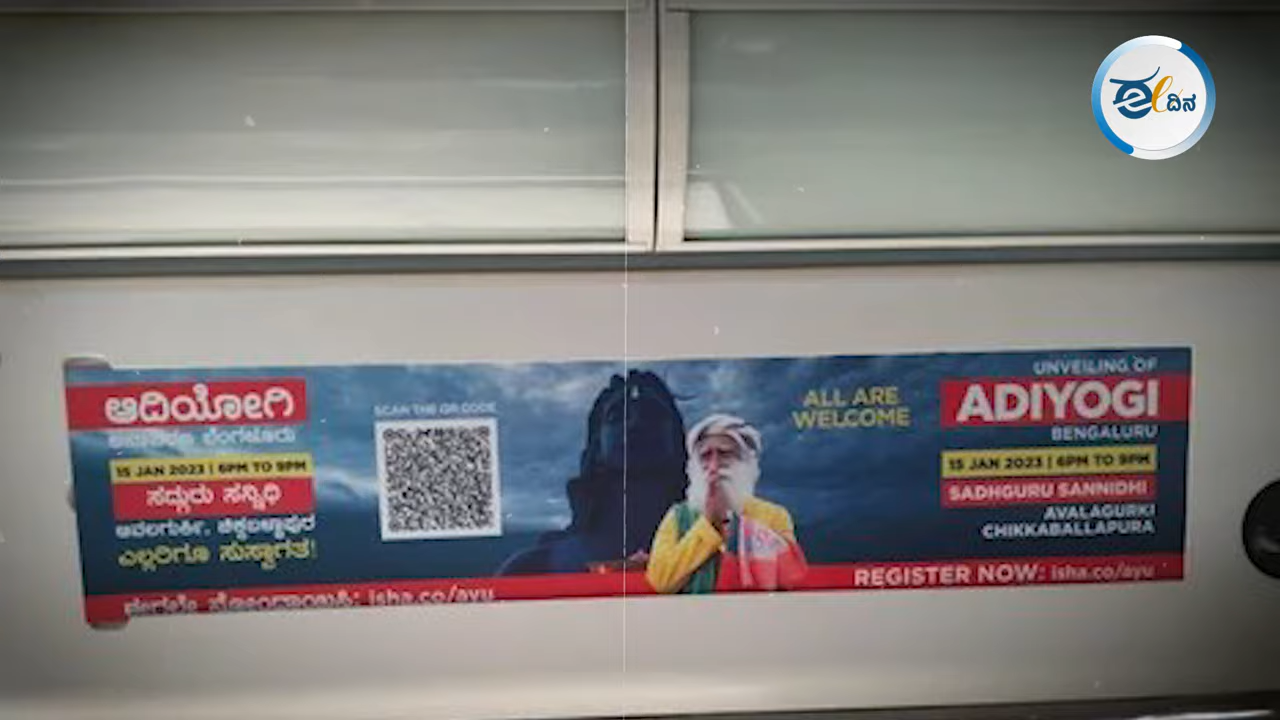 ಈ e ದಿನ
ಆದಿಯೋಗಿ
ಬೆಂಗಳೂರು
15 JAN 2023 | 6PM TO 9PM
ಸದ್ಗುರು ಸನ್ನಿಧಿ
ಅವಲಗುರ್ಕಿ, ಚಿಕ್ಕಬಳ್ಳಾಪುರ
ಎಲ್ಲರಿಗೂ ಸುಸ್ವಾಗತ!
isha.co/ayu
SCAN THE QR CODE
ALL ARE
WELCOME
UNVEILING OF
ADIYOGI
BENGALURU
15 JAN 2023 | 6PM TO 9PM
SADHGURU SANNIDHI
AVALAGURKI
CHIKKABALLAPURA
REGISTER NOW: isha.co/ayu